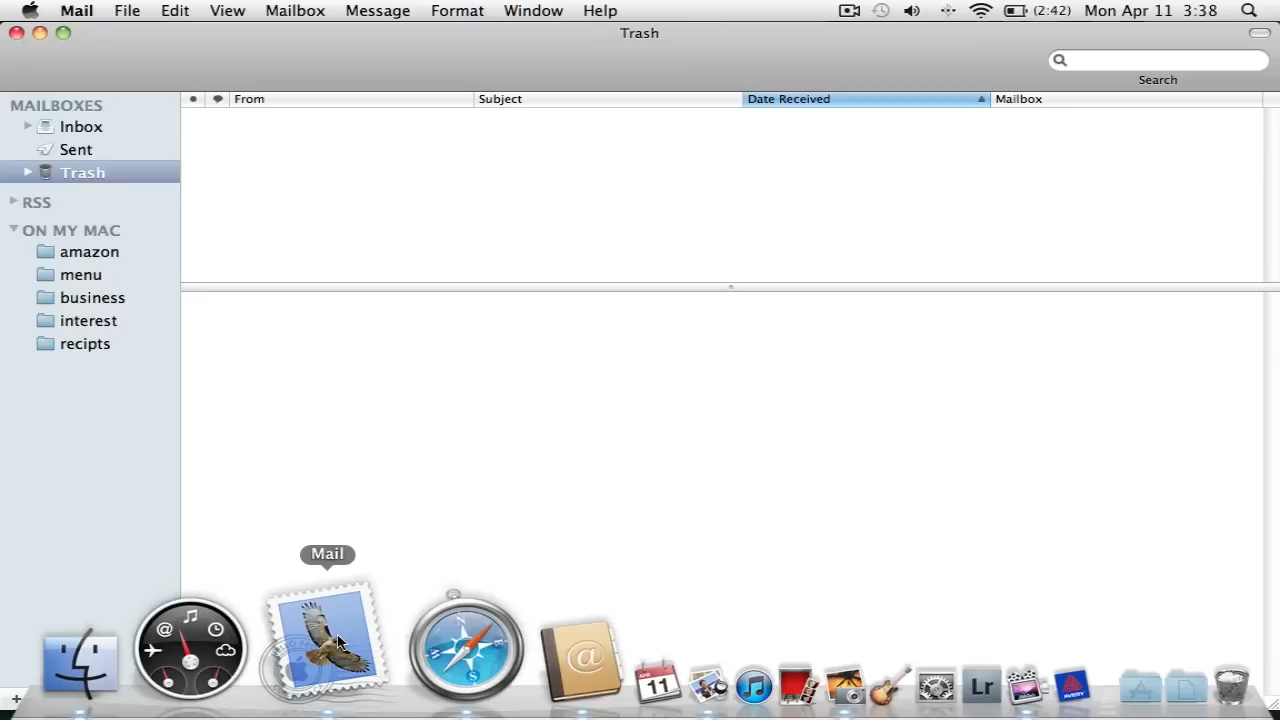 Mail File Edit View Mailbox Message Format Window Help (2:42) Mon Apr 11 3:38
Trash
Search
MAILBOXES
From Subject Date Received Mailbox
Inbox
Sent
Trash
RSS
ON MY MAC
amazon
menu
business
interest
recipts
Mail
@
@
11
Lr
AVERY